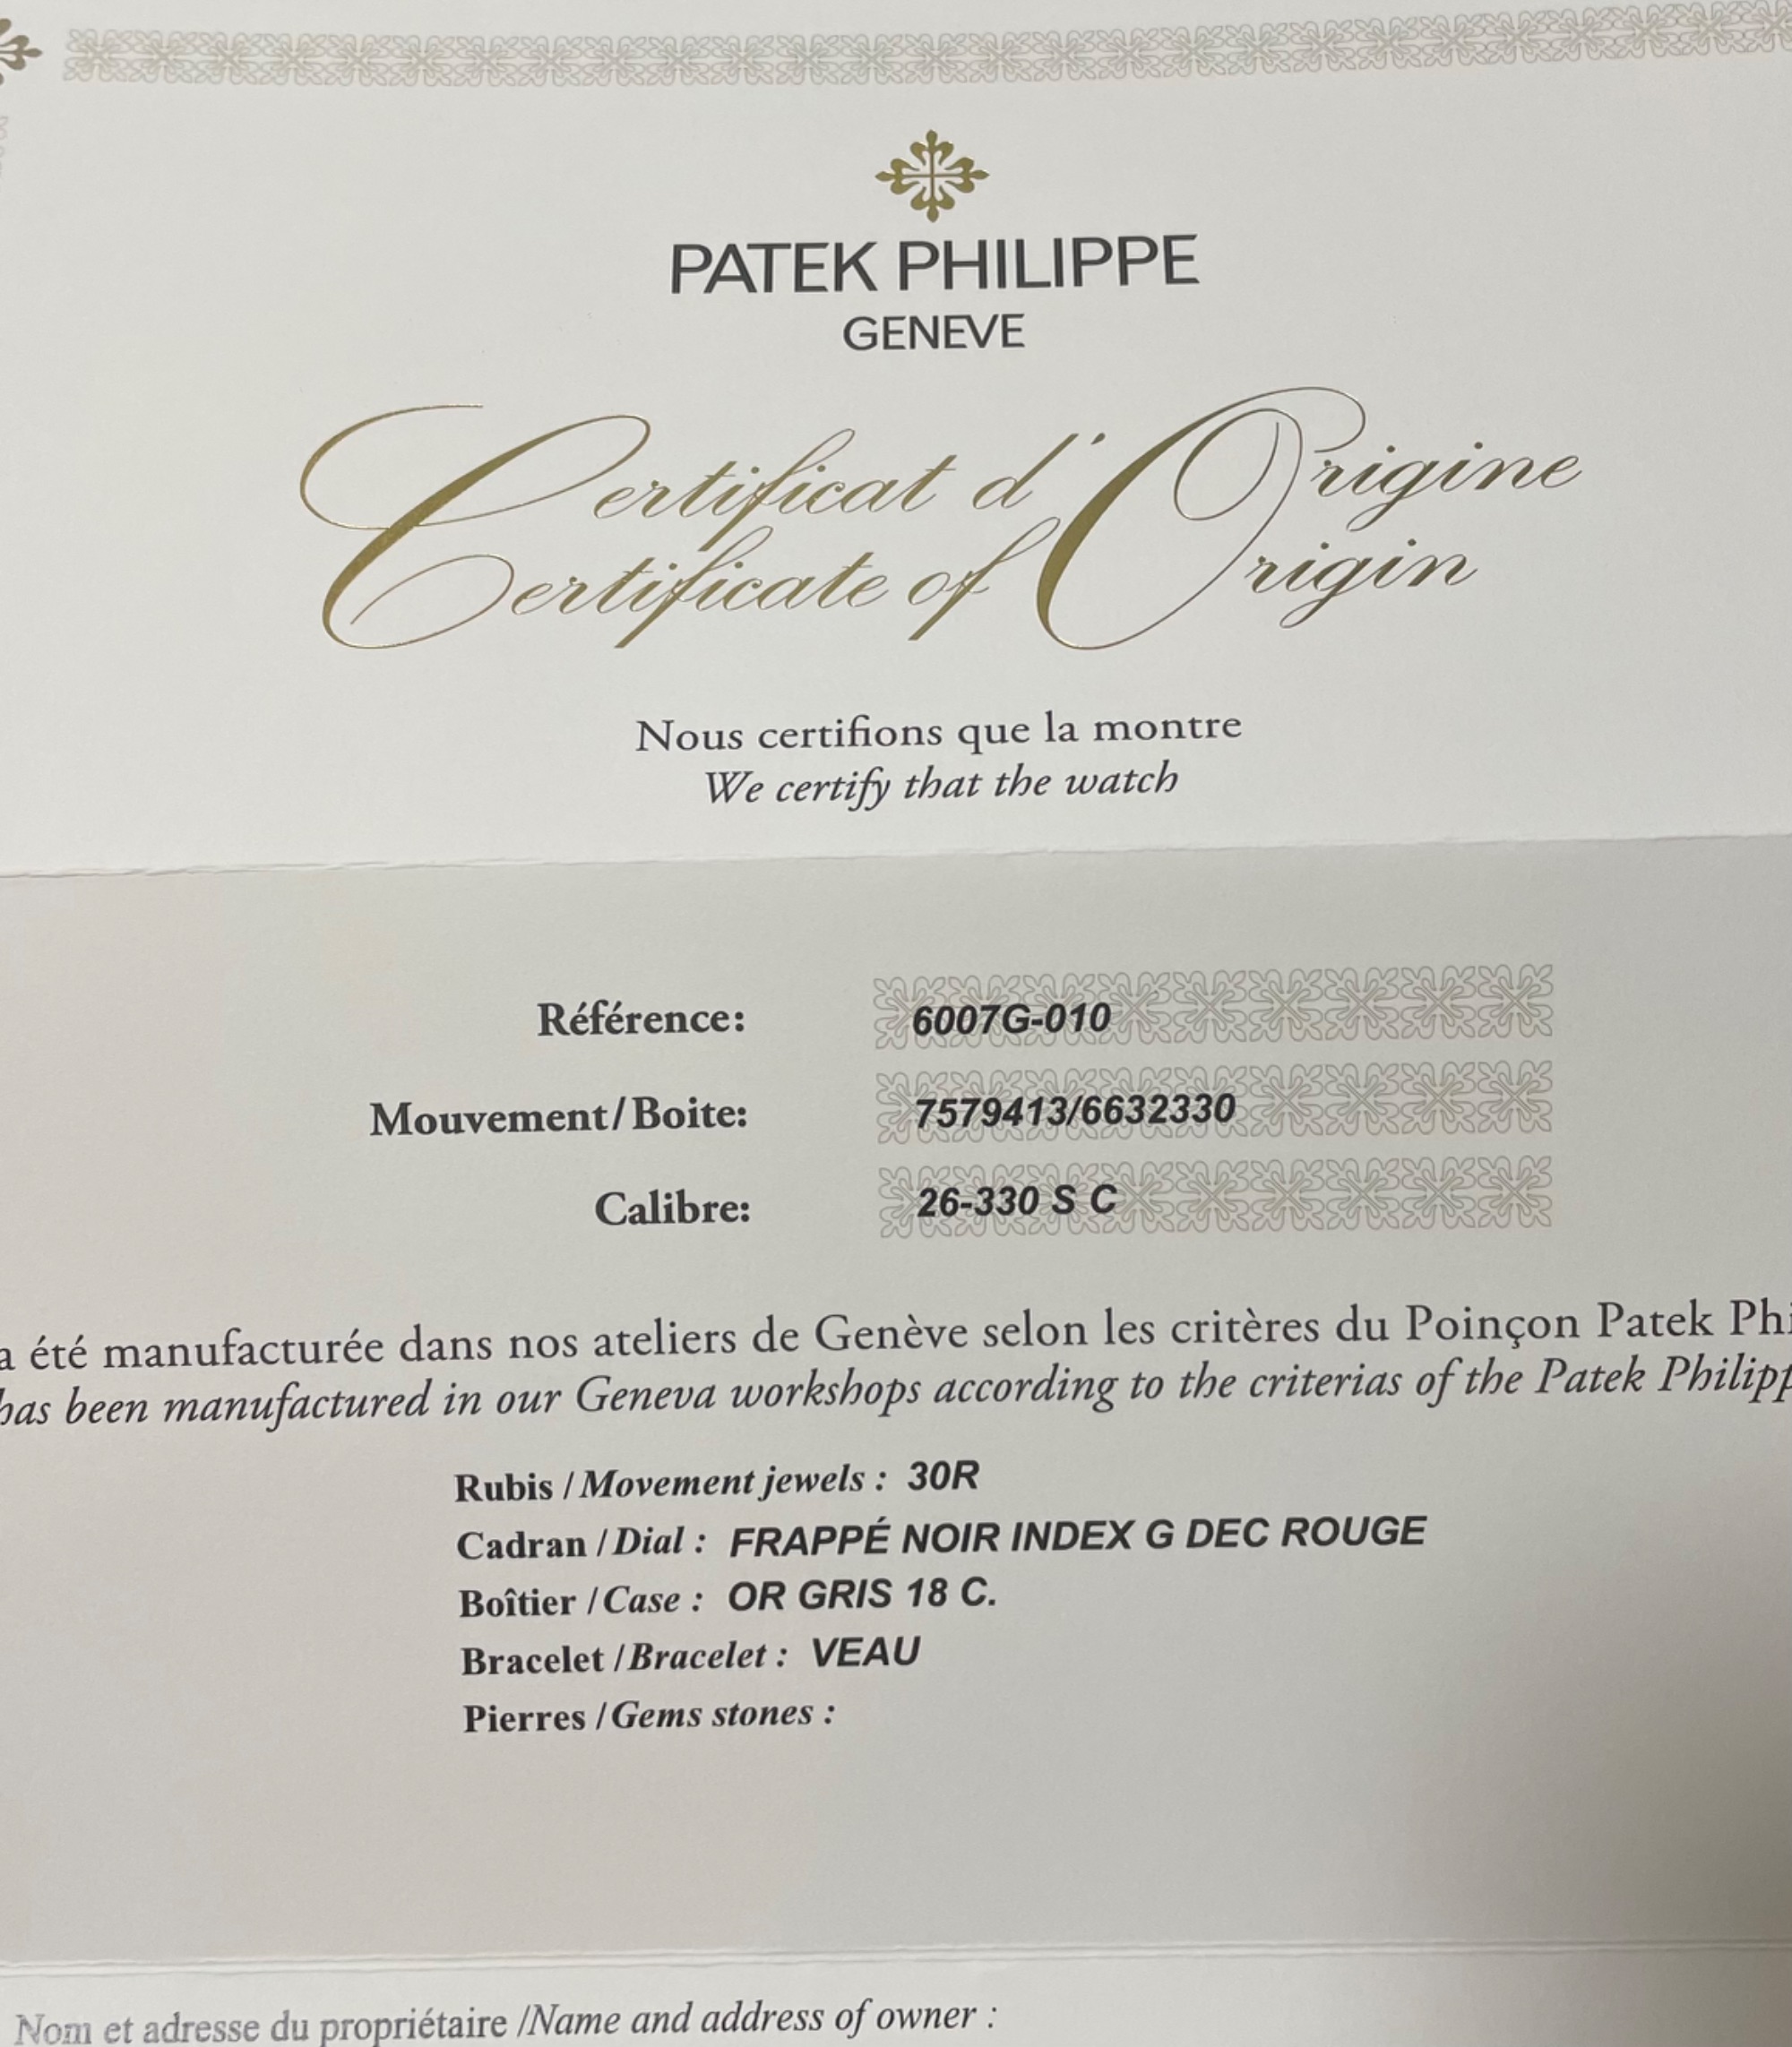 PATEK PHILIPPE
GENEVE
Certificat d'Origine
Certificate of Origin
Nous certifions que la montre
We certify that the watch
Référence: 6007G-010
Mouvement/Boite: 7579413/6632330
Calibre: 26-330 S C
a été manufacturée dans nos ateliers de Genève selon les critères du Poinçon Patek Phi
has been manufactured in our Geneva workshops according to the criterias of the Patek Philipp
Rubis / Movement jewels : 30R
Cadran / Dial : FRAPPÉ NOIR INDEX G DEC ROUGE
Boîtier / Case : OR GRIS 18 C.
Bracelet / Bracelet : VEAU
Pierres / Gems stones :
Nom et adresse du propriétaire /Name and address of owner :